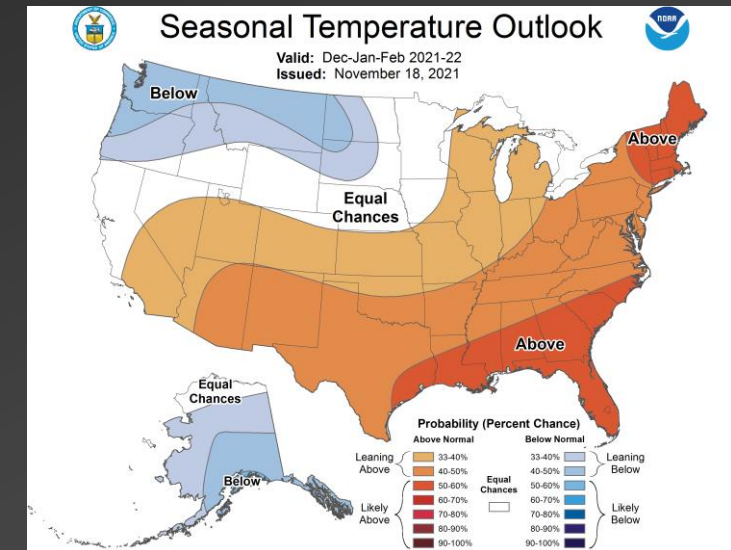 Seasonal Temperature Outlook
NOAA
Valid: Dec-Jan-Feb 2021-22
Issued: November 18, 2021
Below
Above
Equal
Chances
Above
Equal
Chances
Below
Probability (Percent Chance)
Above Normal
Below Normal
Leaning
Above
33-40%
40-50%
Likely
Above
50-60%
60-70%
70-80%
80-90%
90-100%
Equal
Chances
33-40%
40-50%
Leaning
Below
50-60%
60-70%
70-80%
80-90%
90-100%
Likely
Below